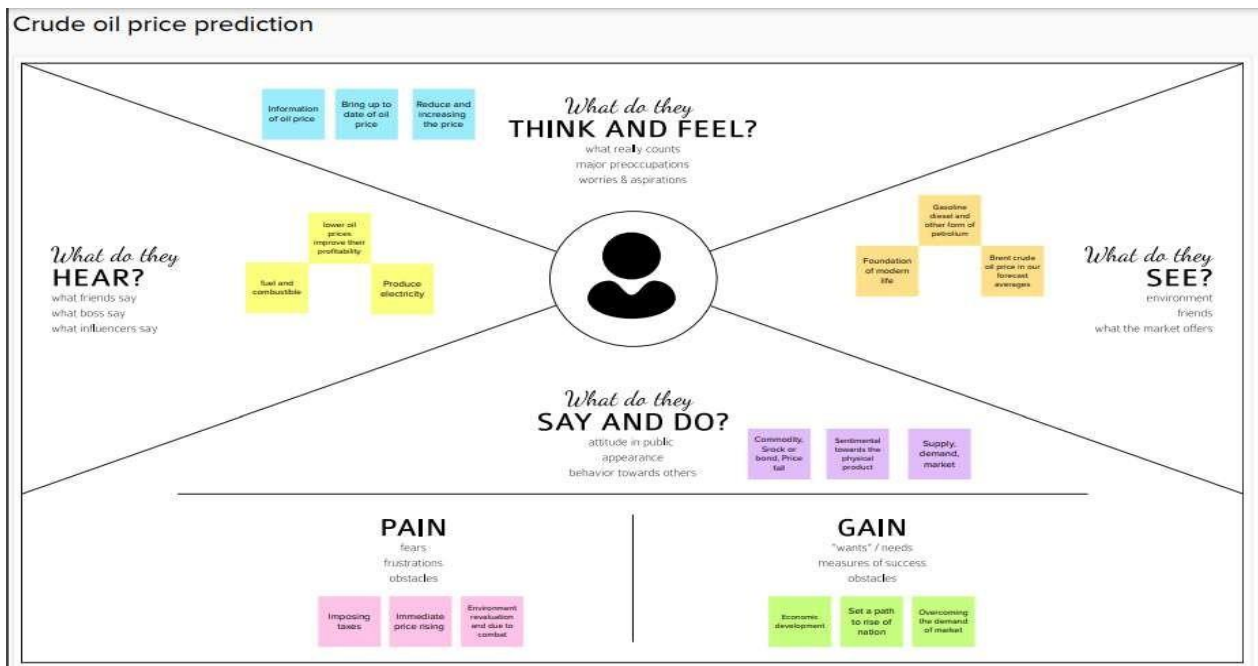 Crude oil price prediction
Information
of oil price
Bring up to
date of oil
price
Reduce and
increasing
the price
What do they
THINK AND FEEL?
what really counts
major preoccupations
worries & aspirations
What do they
HEAR?
what friends say
what boss say
what influencers say
lower oil
prices
improve their
profitability
fuel and
combustible
Produce
electricity
Gasoline
diesel and
other form of
petrolium
Foundation
of modern
life
Brent crude
oil price in our
forecast
averages
What do they
SEE?
environment
friends
what the market offers
What do they
SAY AND DO?
attitude in public
appearance
behavior towards others
Commodity,
Srock or
bond, Price
fall
Sentimental
towards the
physical
product
Supply,
demand,
market
PAIN
fears
frustrations
obstacles
Imposing
taxes
Immediate
price rising
Environment
revaluation
and due to
combat
GAIN
"wants" / needs
measures of success
obstacles
Economic
development
Set a path
to rise of
nation
Overcoming
the demand
of market